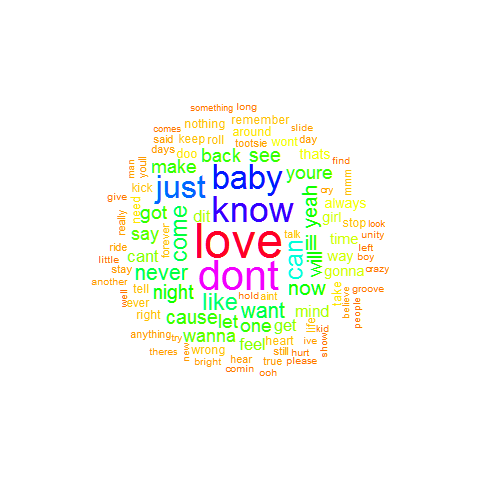 something long
comes nothing remember
said keep roll around slide
days tootsie wont day
man youll doo back see thats find
make youre cry mmm
kick just baby always
give need got dit know girl yeah stop look
really say come love can talk will iii time unity
ride forever way left
little cant dont gonna boy
stay never crazy
another tell night like hold aint now take groove
well ever want mind believe people
right cause let one get life
anything try wanna feel heart ive kid show
theres new wrong hear still hurt
bright true please
comin ooh